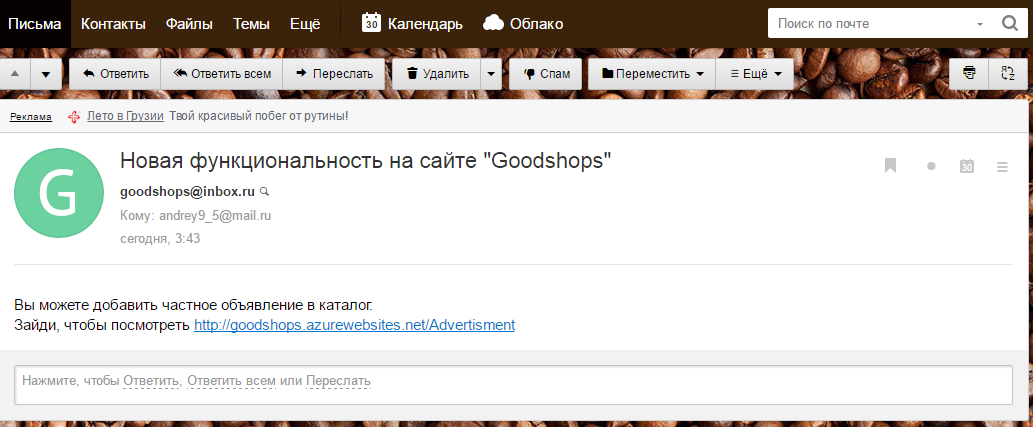 Письма Контакты Файлы Темы Ещё 30 Календарь Облако Поиск по почте
Ответить Ответить всем Переслать Удалить Спам Переместить Ещё
Реклама Лето в Грузии Твой красивый побег от рутины!
G
Новая функциональность на сайте "Goodshops"
30
goodshops@inbox.ru
Кому: andrey9_5@mail.ru
сегодня, 3:43
Вы можете добавить частное объявление в каталог.
Зайди, чтобы посмотреть http://goodshops.azurewebsites.net/Advertisment
Нажмите, чтобы Ответить, Ответить всем или Переслать